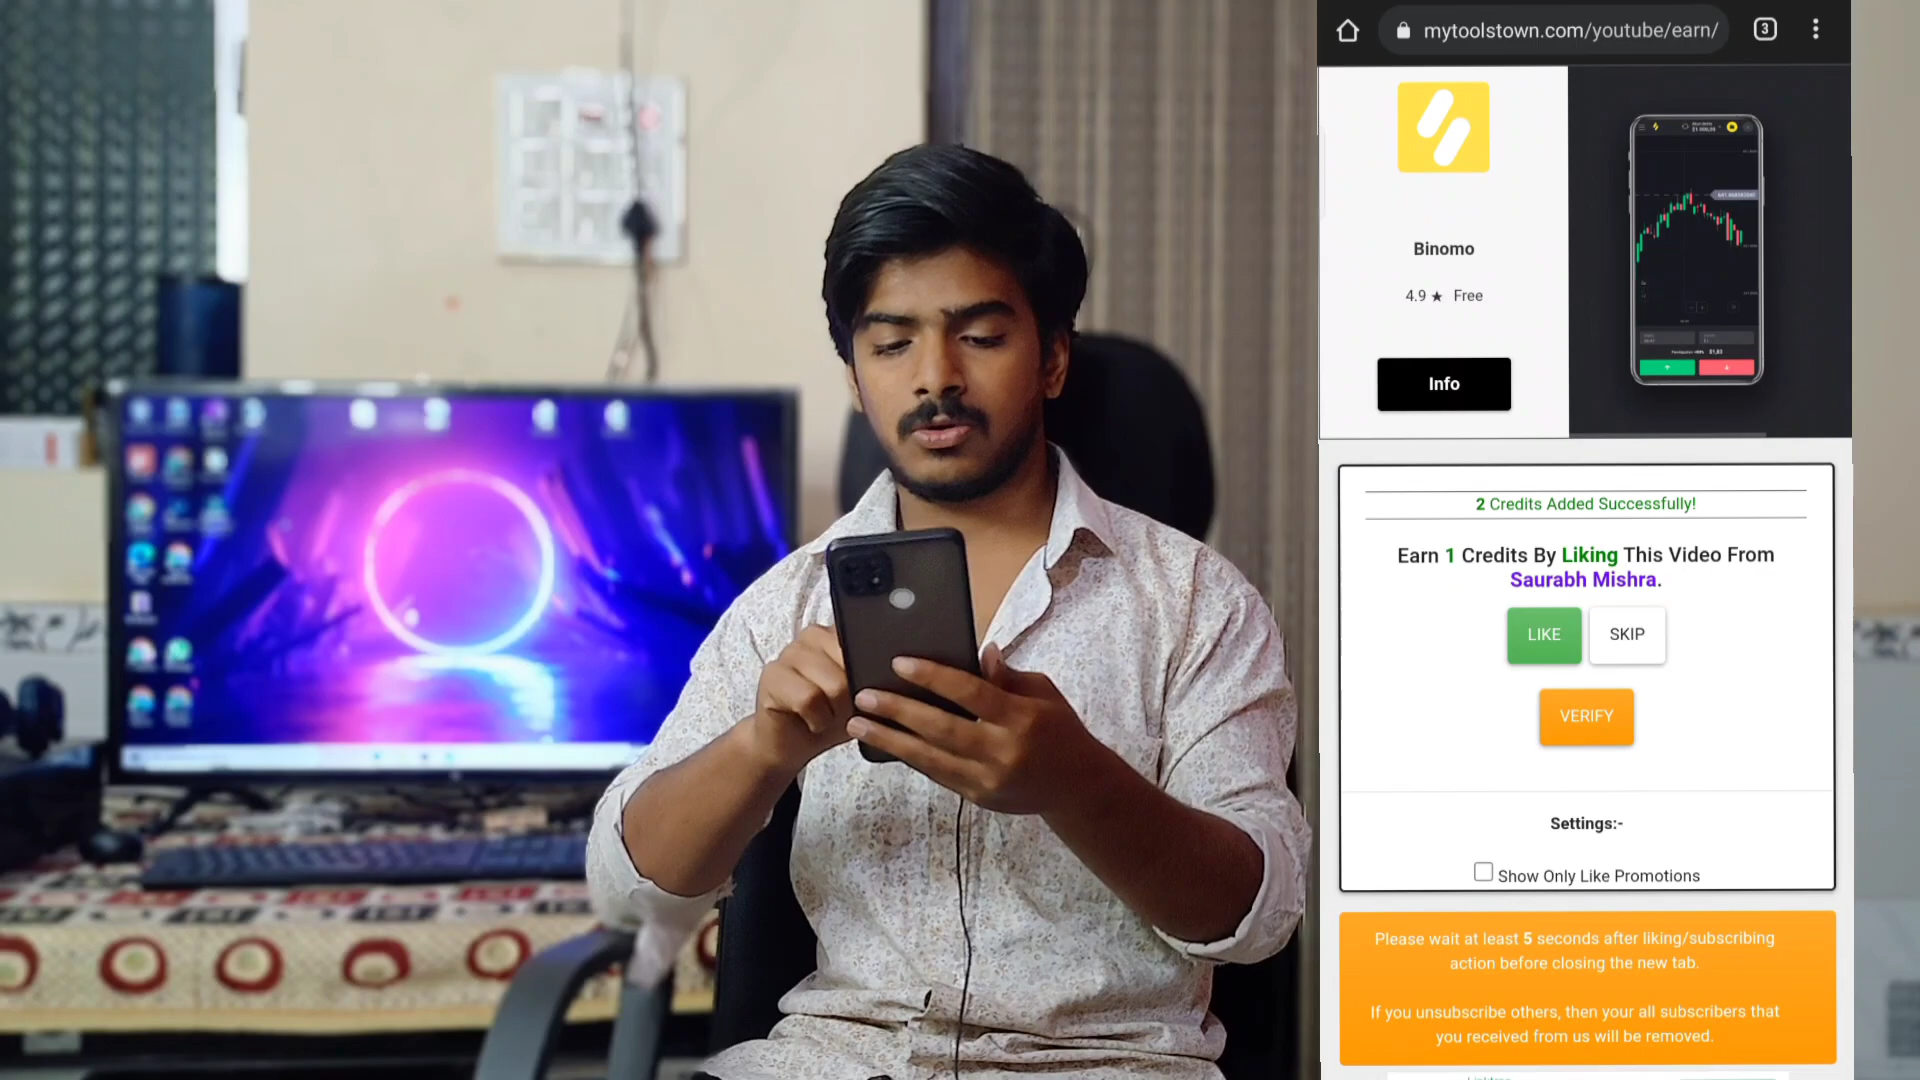 mytoolstown.com/youtube/earn/
3
Binomo
4.9 ★ Free
Info
2 Credits Added Successfully!
Earn 1 Credits By Liking This Video From
Saurabh Mishra.
LIKE
SKIP
VERIFY
Settings:-
Show Only Like Promotions
Please wait at least 5 seconds after liking/subscribing
action before closing the new tab.
If you unsubscribe others, then your all subscribers that
you received from us will be removed.